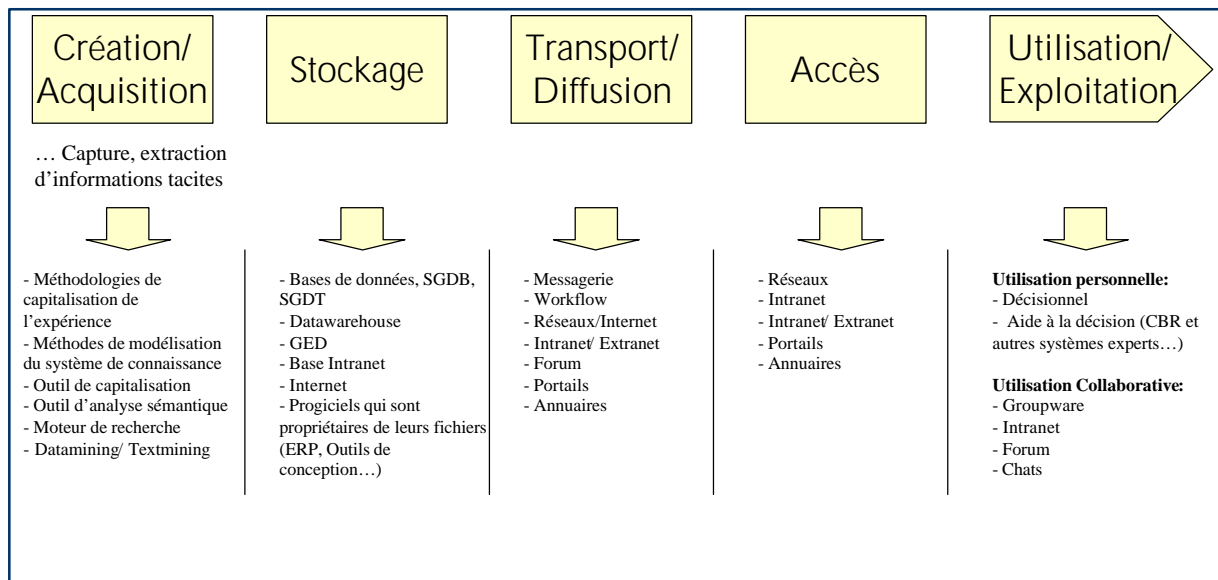 Création/
Acquisition
Stockage
Transport/
Diffusion
Accès
Utilisation/
Exploitation
… Capture, extraction
d’informations tacites
- Méthodologies de
capitalisation de
l’expérience
- Méthodes de modélisation
du système de connaissance
- Outil de capitalisation
- Outil d’analyse sémantique
- Moteur de recherche
- Datamining/ Textmining
- Bases de données, SGDB,
SGDT
- Datawarehouse
- GED
- Base Intranet
- Internet
- Progiciels qui sont
propriétaires de leurs fichiers
(ERP, Outils de
conception…)
- Messagerie
- Workflow
- Réseaux/Internet
- Intranet/ Extranet
- Forum
- Portails
- Annuaires
- Réseaux
- Intranet
- Intranet/ Extranet
- Portails
- Annuaires
Utilisation personnelle:
- Décisionnel
- Aide à la décision (CBR et
autres systèmes experts…)
Utilisation Collaborative:
- Groupware
- Intranet
- Forum
- Chats